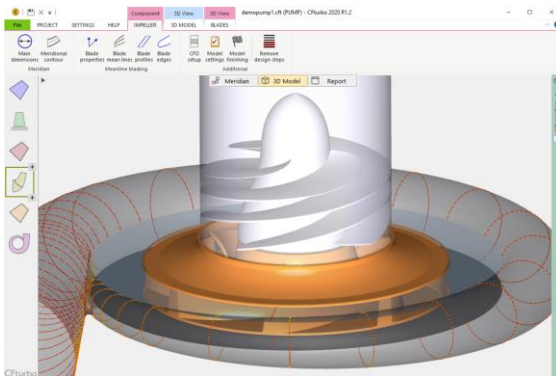 Component 3D View 3D View demopump1.cft (PUMP) - CFturbo 2020 R1.2
File PROJECT SETTINGS HELP IMPELLER 3D MODEL BLADES
Main dimensions
Meridional contour
Blade properties
Blade mean lines
Blade profiles
Blade edges
CFD setup
Model settings
Model finishing
Remove design steps
Meridian Meanline blading Additional
Meridian 3D Model Report
CFturbo